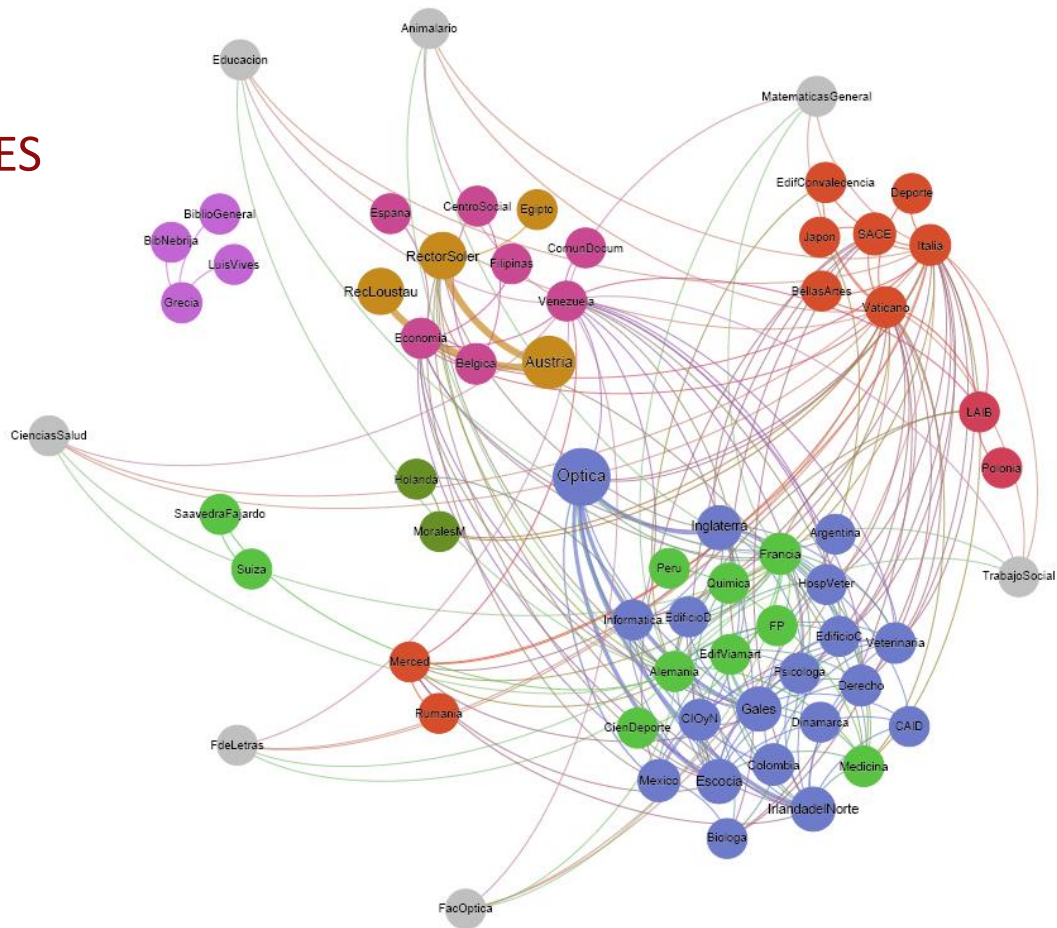 Animalario
Educacion
MatematicasGeneral
ES
EdifConvaledencia
Deporte
BiblioGeneral
Espana
CentroSocial
Egipto
BibNebrija
Japon
SACE
Italia
RectorSoler
ComunDocum
LuisVives
Filipinas
RecLoustau
BellasArtes
Grecia
Venezuela
Vaticano
Economia
Belgica
Austria
LAIB
CienciasSalud
Polonia
Holanda
Optica
SaavedraFajardo
MoralesM
Inglaterra
Argentina
Francia
Suiza
Peru
Quimica
HospVeter
TrabajoSocial
Informatica
EdificioD
FP
EdificioC
Veterinaria
EdifViamart
Merced
Alemania
Psicologa
Derecho
Rumania
CienDeporte
CIOyN
Gales
Dinamarca
CAID
FdeLetras
Mexico
Escocia
Colombia
Medicina
IrlandadelNorte
Biologa
FacOptica